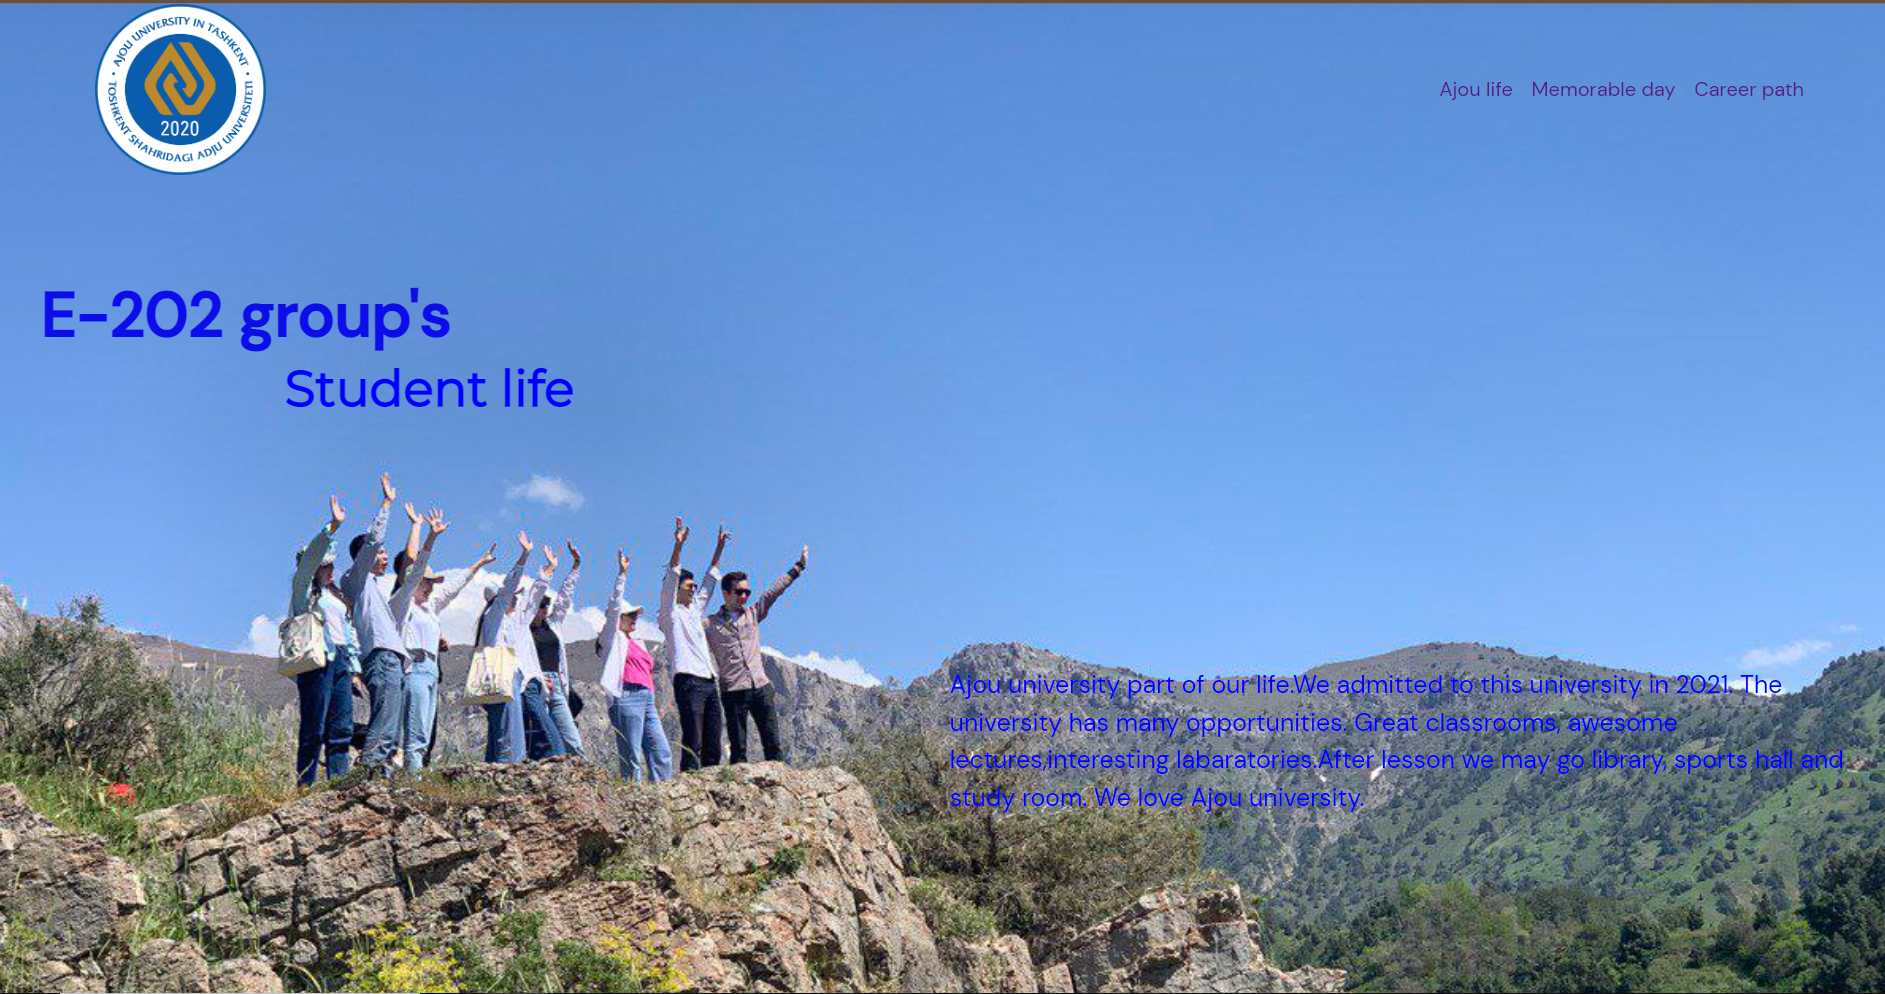 AJOU UNIVERSITY IN TASHKENT
2020
TOSHKENT SHAHRIDAGI ADJU UNIVERSITETI
Ajou life Memorable day Career path
E-202 group's
Student life
Ajou university part of our life.We admitted to this university in 2021. The
university has many opportunities. Great classrooms, awesome
lectures,interesting labaratories.After lesson we may go library, sports hall and
study room. We love Ajou university.